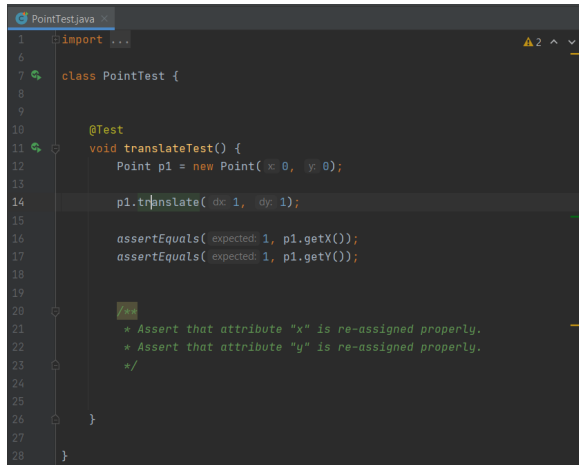 PointTest.java
1 import ...
2
6
7 class PointTest {
8
9
10 @Test
11 void translateTest() {
12 Point p1 = new Point( x: 0, y: 0);
13
14 p1.translate( dx: 1, dy: 1);
15
16 assertEquals( expected: 1, p1.getX());
17 assertEquals( expected: 1, p1.getY());
18
19
20 /**
21 * Assert that attribute "x" is re-assigned properly.
22 * Assert that attribute "y" is re-assigned properly.
23 */
24
25
26 }
27
28 }